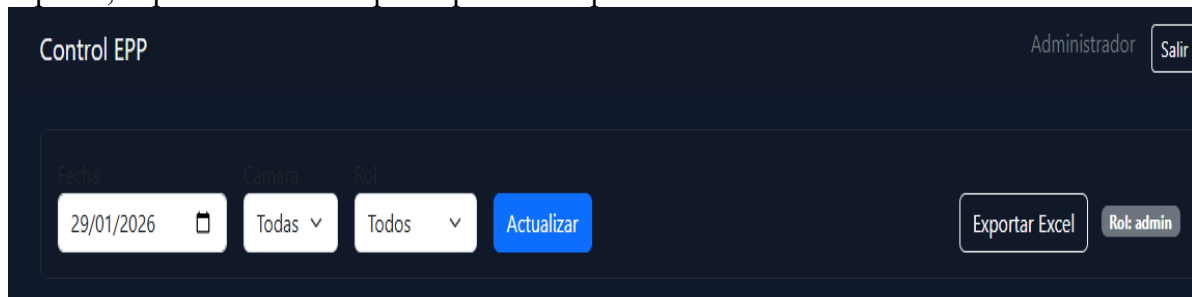 Control EPP
Administrador
Salir
Fecha
Cámara
Rol
29/01/2026
Todas
Todos
Actualizar
Exportar Excel
Rol: admin